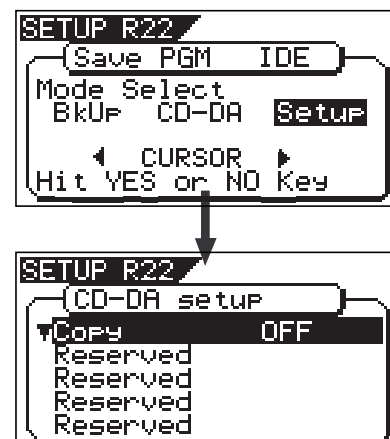 SETUP R22
Save PGM IDE
Mode Select
BkUp CD-DA Setup
CURSOR
Hit YES or NO Key
SETUP R22
CD-DA setup
Copy OFF
Reserved
Reserved
Reserved
Reserved